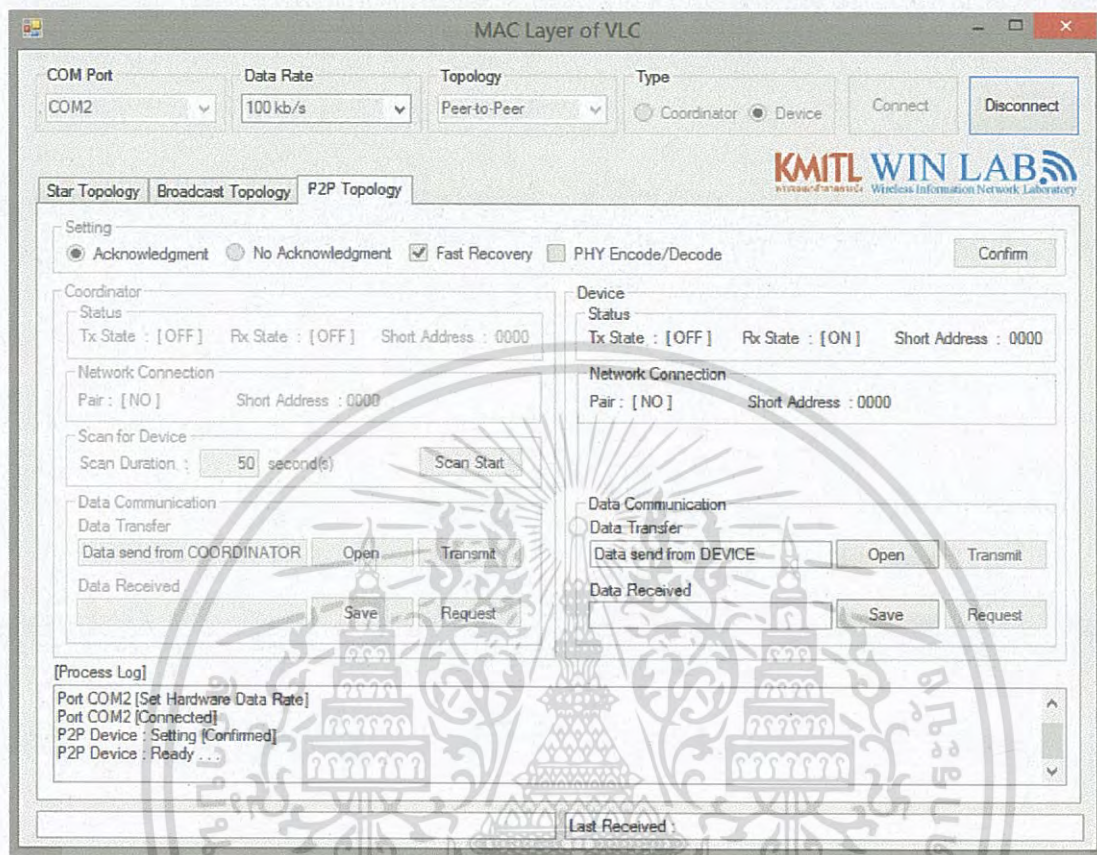 MAC Layer of VLC
COM Port Data Rate Topology Type
COM2 100 kb/s Peer-to-Peer Coordinator Device Connect Disconnect
KMITL WIN LAB
Wireless Information Network Laboratory
Star Topology Broadcast Topology P2P Topology
Setting
Acknowledgment No Acknowledgment Fast Recovery PHY Encode/Decode Confirm
Coordinator
Status
Tx State : [OFF] Rx State : [OFF] Short Address : 0000
Network Connection
Pair : [NO] Short Address : 0000
Scan for Device
Scan Duration : 50 second(s) Scan Start
Data Communication
Data Transfer
Data send from COORDINATOR Open Transmit
Data Received
Save Request
Device
Status
Tx State : [OFF] Rx State : [ON] Short Address : 0000
Network Connection
Pair : [NO] Short Address : 0000
Data Communication
Data Transfer
Data send from DEVICE Open Transmit
Data Received
Save Request
[Process Log]
Port COM2 [Set Hardware Data Rate]
Port COM2 [Connected]
P2P Device : Setting [Confirmed]
P2P Device : Ready . . .
Last Received :